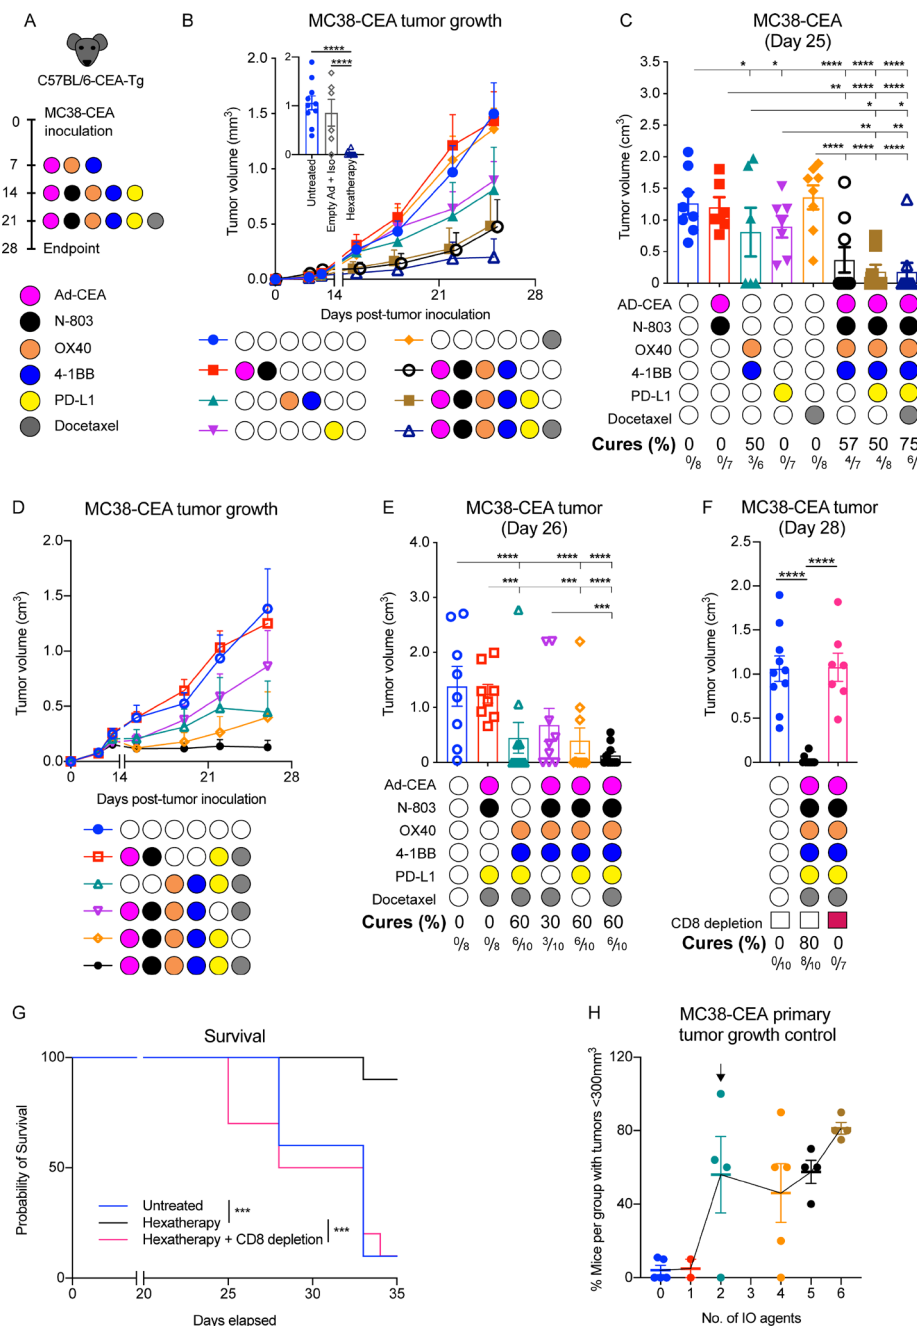 A
C57BL/6-CEA-Tg
MC38-CEA
inoculation
0
7
14
21
28
Endpoint
Ad-CEA
N-803
OX40
4-1BB
PD-L1
Docetaxel
B
MC38-CEA tumor growth
Tumor volume (mm³)
2.0
1.5
1.0
0.5
0.0
2
1
0
****
****
Untreated
Empty Ad + Iso
Hexatherapy
0
14
21
28
Days post-tumor inoculation
C
MC38-CEA
(Day 25)
Tumor volume (cm³)
3.5
3.0
2.5
2.0
1.5
1.0
0.5
0
* * **** **** ****
** **** ****
* *
** **
**** **** ****
AD-CEA
N-803
OX40
4-1BB
PD-L1
Docetaxel
Cures (%) 0 0 50 0 0 57 50 75
0/8 0/7 3/6 0/7 0/8 4/7 4/8 6/
D
MC38-CEA tumor growth
Tumor volume (cm³)
2.0
1.5
1.0
0.5
0.0
0
14
21
28
Days post-tumor inoculation
E
MC38-CEA tumor
(Day 26)
Tumor volume (cm³)
4.0
3.0
2.0
1.0
0
**** **** ****
*** *** ****
***
Ad-CEA
N-803
OX40
4-1BB
PD-L1
Docetaxel
Cures (%) 0 0 60 30 60 60
0/8 0/8 6/10 3/10 6/10 6/10
F
MC38-CEA tumor
(Day 28)
Tumor volume (cm³)
2.5
2.0
1.5
1.0
0.5
0
****
****
CD8 depletion
Cures (%) 0 80 0
0/10 8/10 0/7
G
Survival
Probability of Survival
100
50
0
Untreated
Hexatherapy
Hexatherapy + CD8 depletion
***
***
0
20
25
30
35
Days elapsed
H
MC38-CEA primary
tumor growth control
% Mice per group with tumors <300mm³
120
80
40
0
0 1 2 3 4 5 6
No. of IO agents